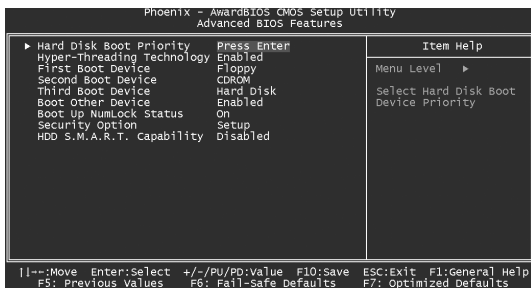 Phoenix - AwardBIOS CMOS Setup Utility
Advanced BIOS Features
▶ Hard Disk Boot Priority Press Enter
Hyper-Threading Technology Enabled
First Boot Device Floppy
Second Boot Device CDROM
Third Boot Device Hard Disk
Boot Other Device Enabled
Boot Up NumLock Status On
Security Option Setup
HDD S.M.A.R.T. Capability Disabled
Item Help
Menu Level ▶
Select Hard Disk Boot
Device Priority
↑↓→←:Move Enter:Select +/-/PU/PD:Value F10:Save ESC:Exit F1:General Help
F5: Previous Values F6: Fail-Safe Defaults F7: Optimized Defaults